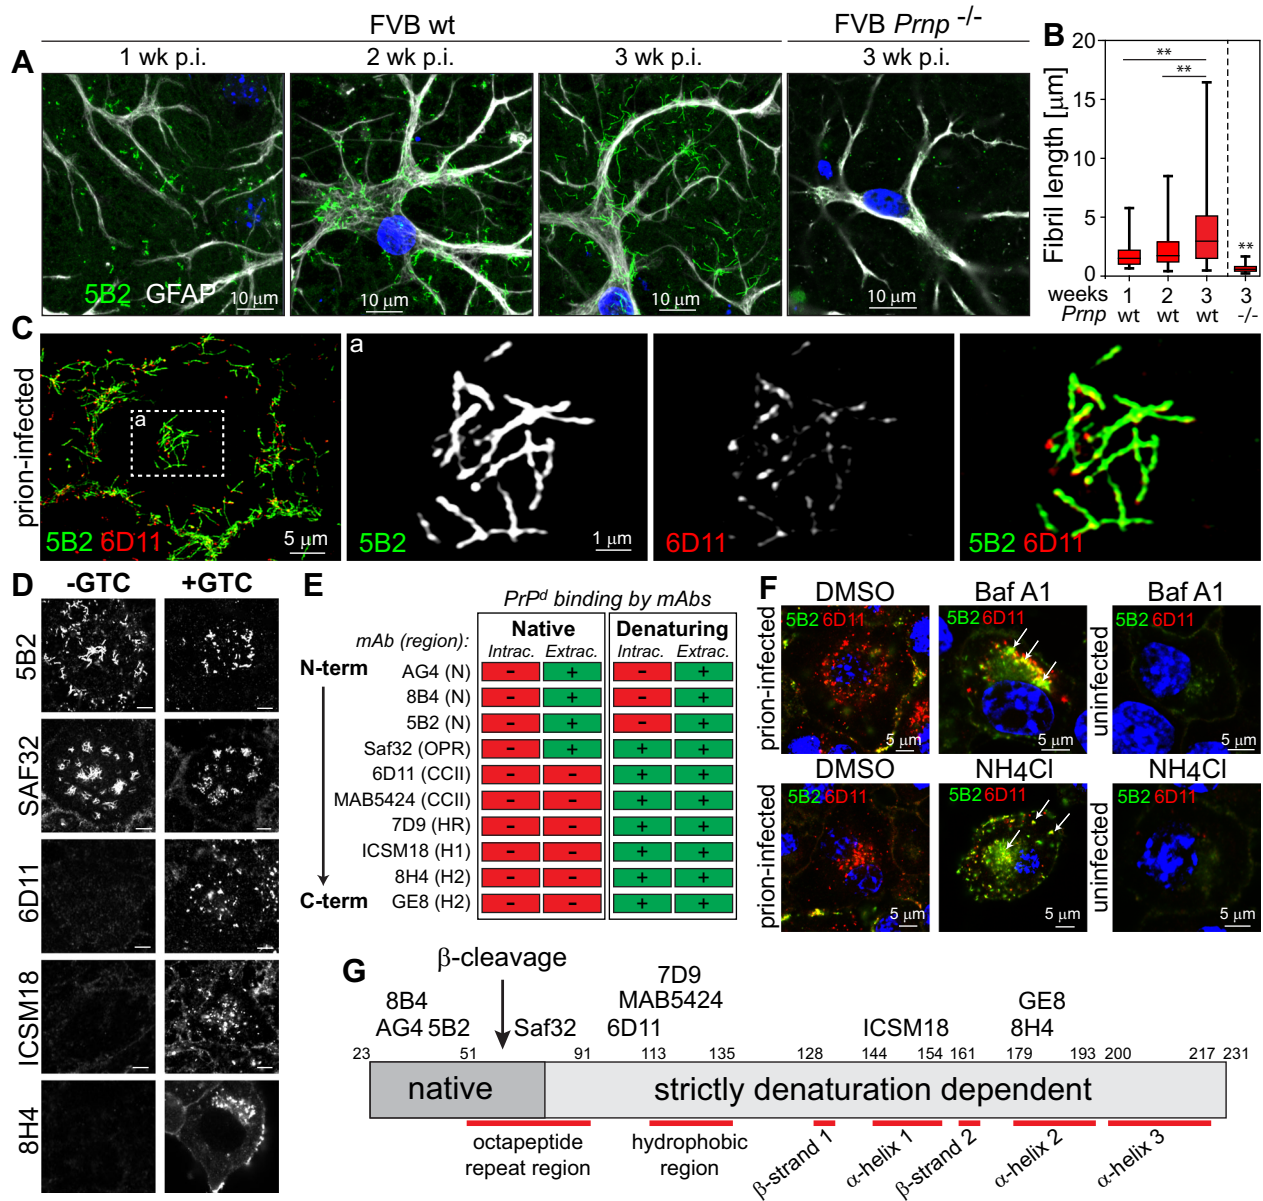 FVB wt
FVB Prnp -/-
A
1 wk p.i.
2 wk p.i.
3 wk p.i.
3 wk p.i.
5B2 GFAP
10 µm
10 µm
10 µm
10 µm
B
Fibril length [µm]
20
15
10
5
0
**
**
**
weeks 1 2 3 3
Prnp wt wt wt -/-
C
prion-infected
a
5B2 6D11
5 µm
a
5B2
1 µm
6D11
5B2 6D11
D
-GTC
+GTC
5B2
SAF32
6D11
ICSM18
8H4
E
PrPd binding by mAbs
mAb (region):
Native
Denaturing
Intrac. Extrac. Intrac. Extrac.
N-term
C-term
AG4 (N) - + - +
8B4 (N) - + - +
5B2 (N) - + - +
Saf32 (OPR) - + + +
6D11 (CCII) - - + +
MAB5424 (CCII) - - + +
7D9 (HR) - - + +
ICSM18 (H1) - - + +
8H4 (H2) - - + +
GE8 (H2) - - + +
F
DMSO
Baf A1
Baf A1
prion-infected
5B2 6D11
5 µm
5B2 6D11
5 µm
uninfected
5B2 6D11
5 µm
DMSO
NH4Cl
NH4Cl
prion-infected
5B2 6D11
5 µm
5B2 6D11
5 µm
uninfected
5B2 6D11
5 µm
G
β-cleavage
8B4
AG4 5B2
Saf32
7D9
MAB5424
6D11
ICSM18
GE8
8H4
23 51 91 113 135 128 144 154 161 179 193 200 217 231
native
strictly denaturation dependent
octapeptide
repeat region
hydrophobic
region
β-strand 1
α-helix 1
β-strand 2
α-helix 2
α-helix 3